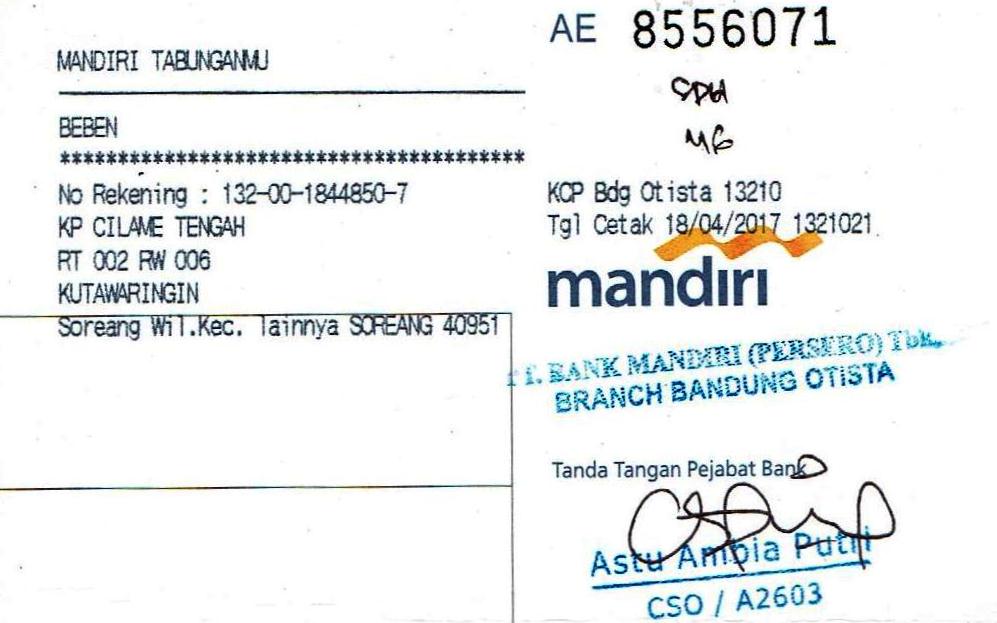 MANDIRI TABUNGANMU
BEBEN
****************************************
No Rekening : 132-00-1844850-7
KP CILAME TENGAH
RT 002 RW 006
KUTAWARINGIN
Soreang Wil.Kec. lainnya SOREANG 40951
AE 8556071
KCP Bdg Otista 13210
Tgl Cetak 18/04/2017 1321021
mandiri
PT. BANK MANDIRI (PERSERO) Tbk.
BRANCH BANDUNG OTISTA
Tanda Tangan Pejabat Bank
Astu Ambia Putri
CSO / A2603